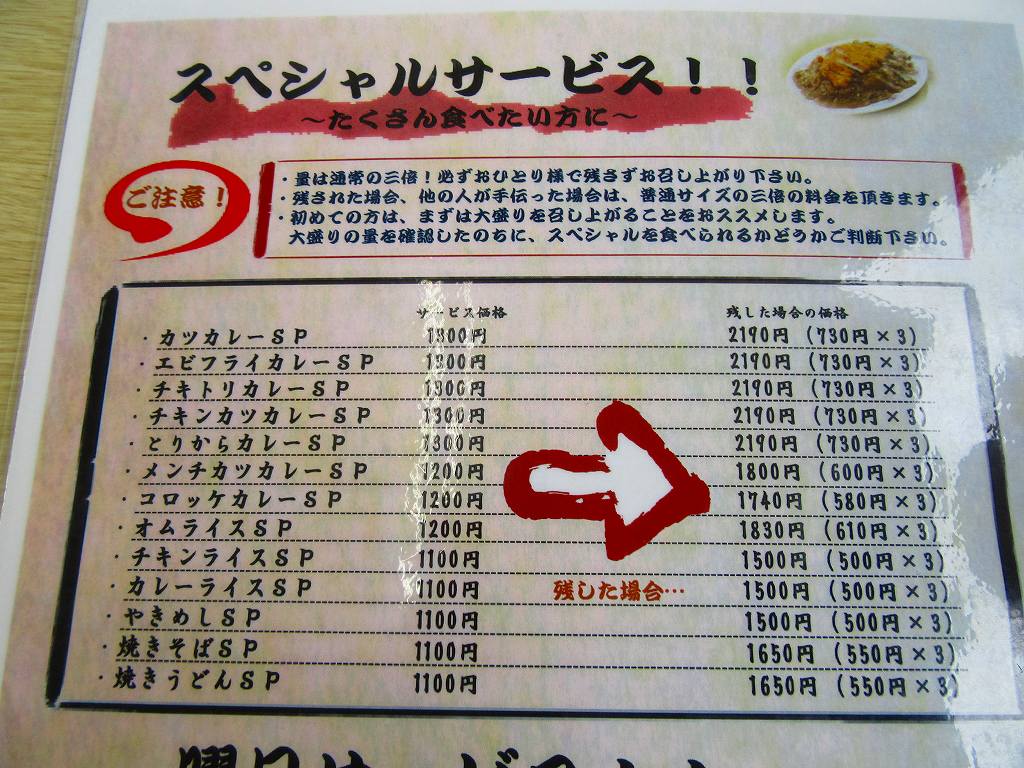 スペシャルサービス！！
～たくさん食べたい方に～
ご注意！
・量は通常の三倍！必ずおひとり様で残さずお召し上がり下さい。
・残された場合、他の人が手伝った場合は、普通サイズの三倍の料金を頂きます。
・初めての方は、まずは大盛りを召し上がることをおススメします。
大盛りの量を確認したのちに、スペシャルを食べられるかどうかご判断下さい。
サービス価格 残した場合の価格
・カツカレーＳＰ 1300円 2190円（730円×3）
・エビフライカレーＳＰ 1300円 2190円（730円×3）
・チキトリカレーＳＰ 1300円 2190円（730円×3）
・チキンカツカレーＳＰ 1300円 2190円（730円×3）
・とりからカレーＳＰ 1300円 2190円（730円×3）
・メンチカツカレーＳＰ 1200円 1800円（600円×3）
・コロッケカレーＳＰ 1200円 1740円（580円×3）
・オムライスＳＰ 1200円 1830円（610円×3）
・チキンライスＳＰ 1100円 1500円（500円×3）
・カレーライスＳＰ 1100円 残した場合… 1500円（500円×3）
・やきめしＳＰ 1100円 1500円（500円×3）
・焼きそばＳＰ 1100円 1650円（550円×3）
・焼きうどんＳＰ 1100円 1650円（550円×3）